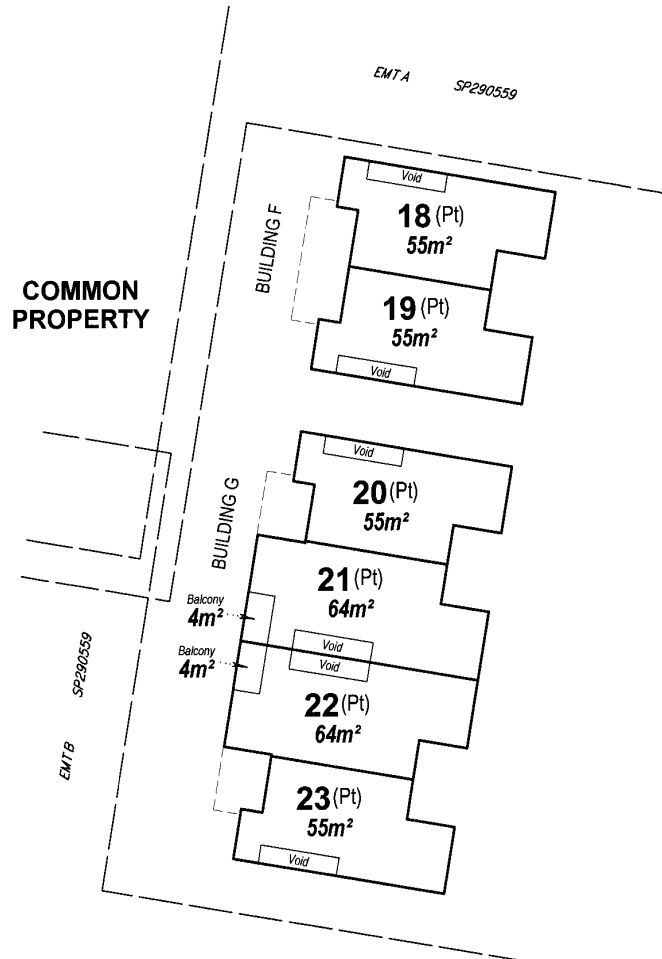 EMT A SP290559
Void
18 (Pt)
55m²
BUILDING F
COMMON
PROPERTY
19 (Pt)
55m²
Void
Void
20 (Pt)
55m²
BUILDING G
21 (Pt)
64m²
Balcony
4m²
Void
Balcony
4m²
Void
22 (Pt)
64m²
EMT B SP290559
23 (Pt)
55m²
Void